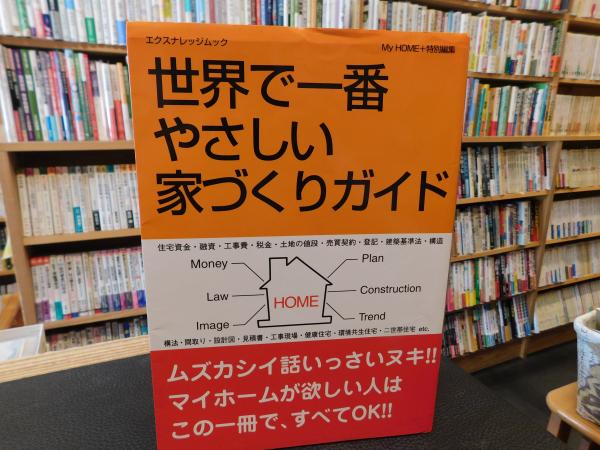 エクスナレッジムック
My HOME+特別編集
世界で一番
やさしい
家づくりガイド
住宅資金・融資・工事費・税金・土地の値段・売買契約・登記・建築基準法・構造
Money
Plan
Law
HOME
Construction
Image
Trend
構法・間取り・設計図・見積書・工事現場・健康住宅・環境共生住宅・二世帯住宅 etc.
ムズカシイ話いっさいヌキ!!
マイホームが欲しい人は
この一冊で、すべてOK!!